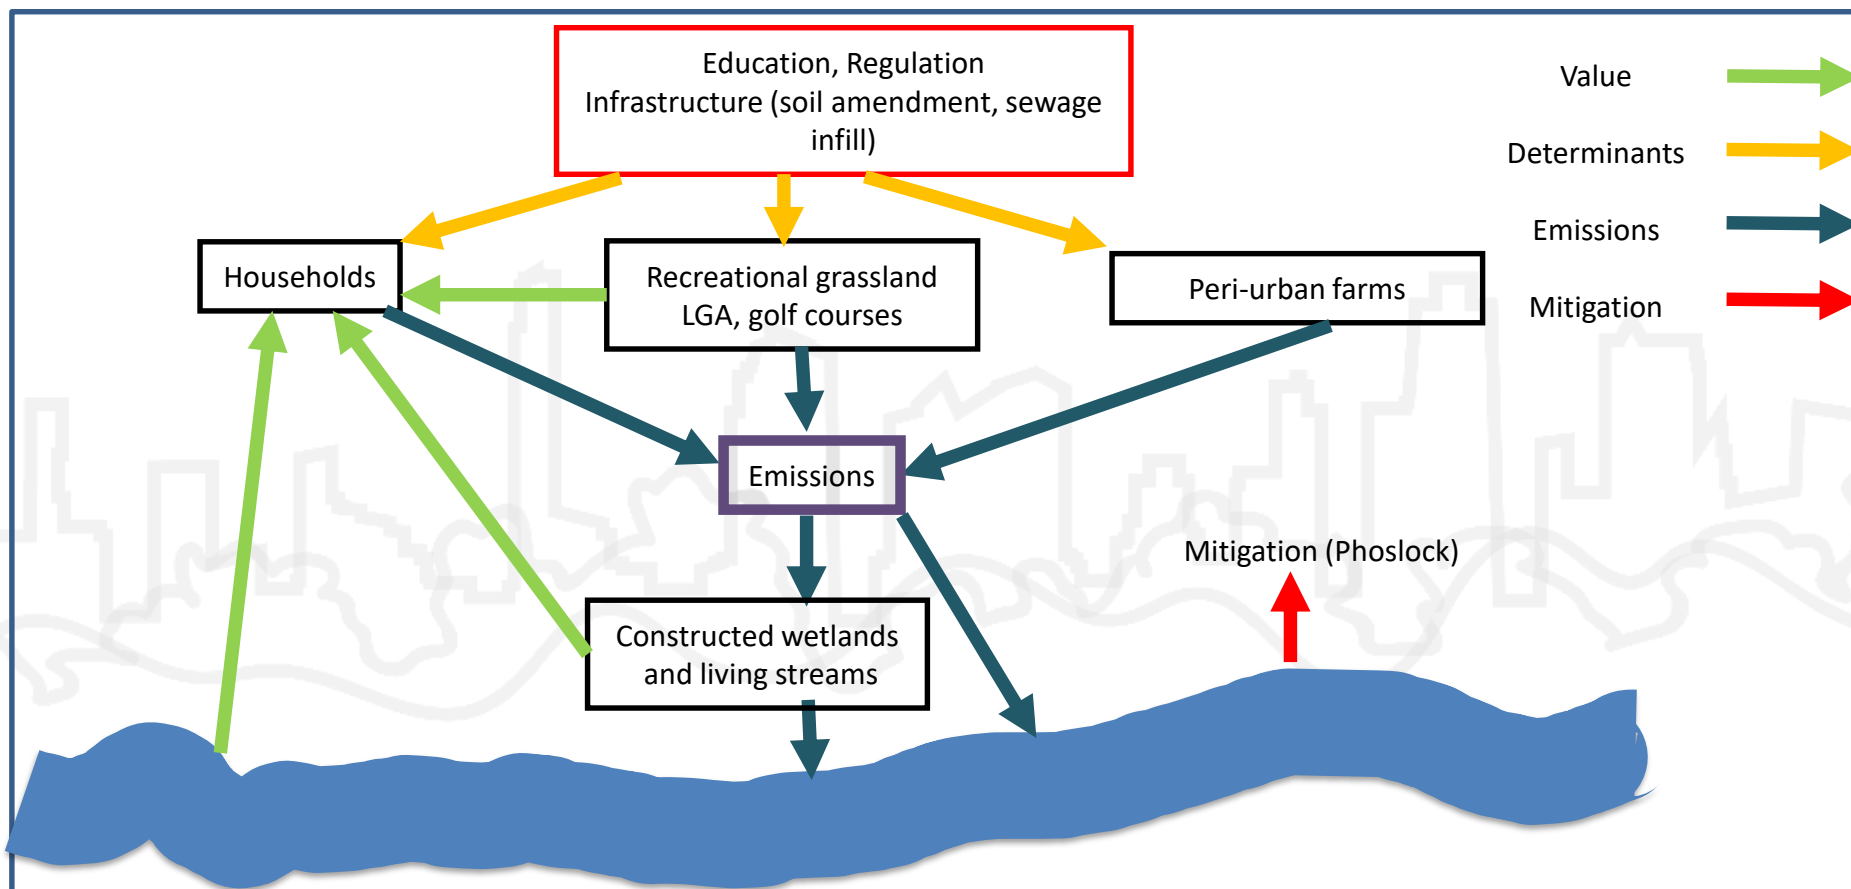 Education, Regulation
Infrastructure (soil amendment, sewage
infill)
Value
Determinants
Emissions
Mitigation
Households
Recreational grassland
LGA, golf courses
Peri-urban farms
Emissions
Mitigation (Phoslock)
Constructed wetlands
and living streams